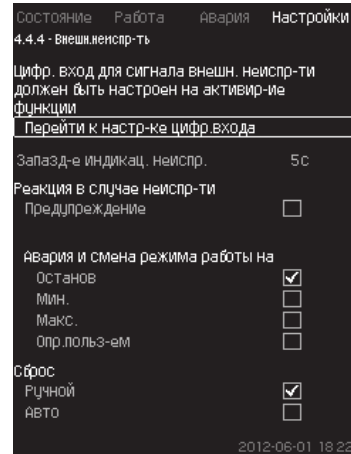 Состояние Работа Авария Настройки
4.4.4 - Внешн.неиспр-ть
Цифр. вход для сигнала внешн. неиспр-ти
должен быть настроен на активир-ие
функции
Перейти к настр-ке цифр.входа
Запазд-е индикац. неиспр. 5с
Реакция в случае неиспр-ти
Предупреждение
Авария и смена режима работы на
Останов
Мин.
Макс.
Опр.польз-ем
Сброс
Ручной
Авто
2012-06-01 18:22